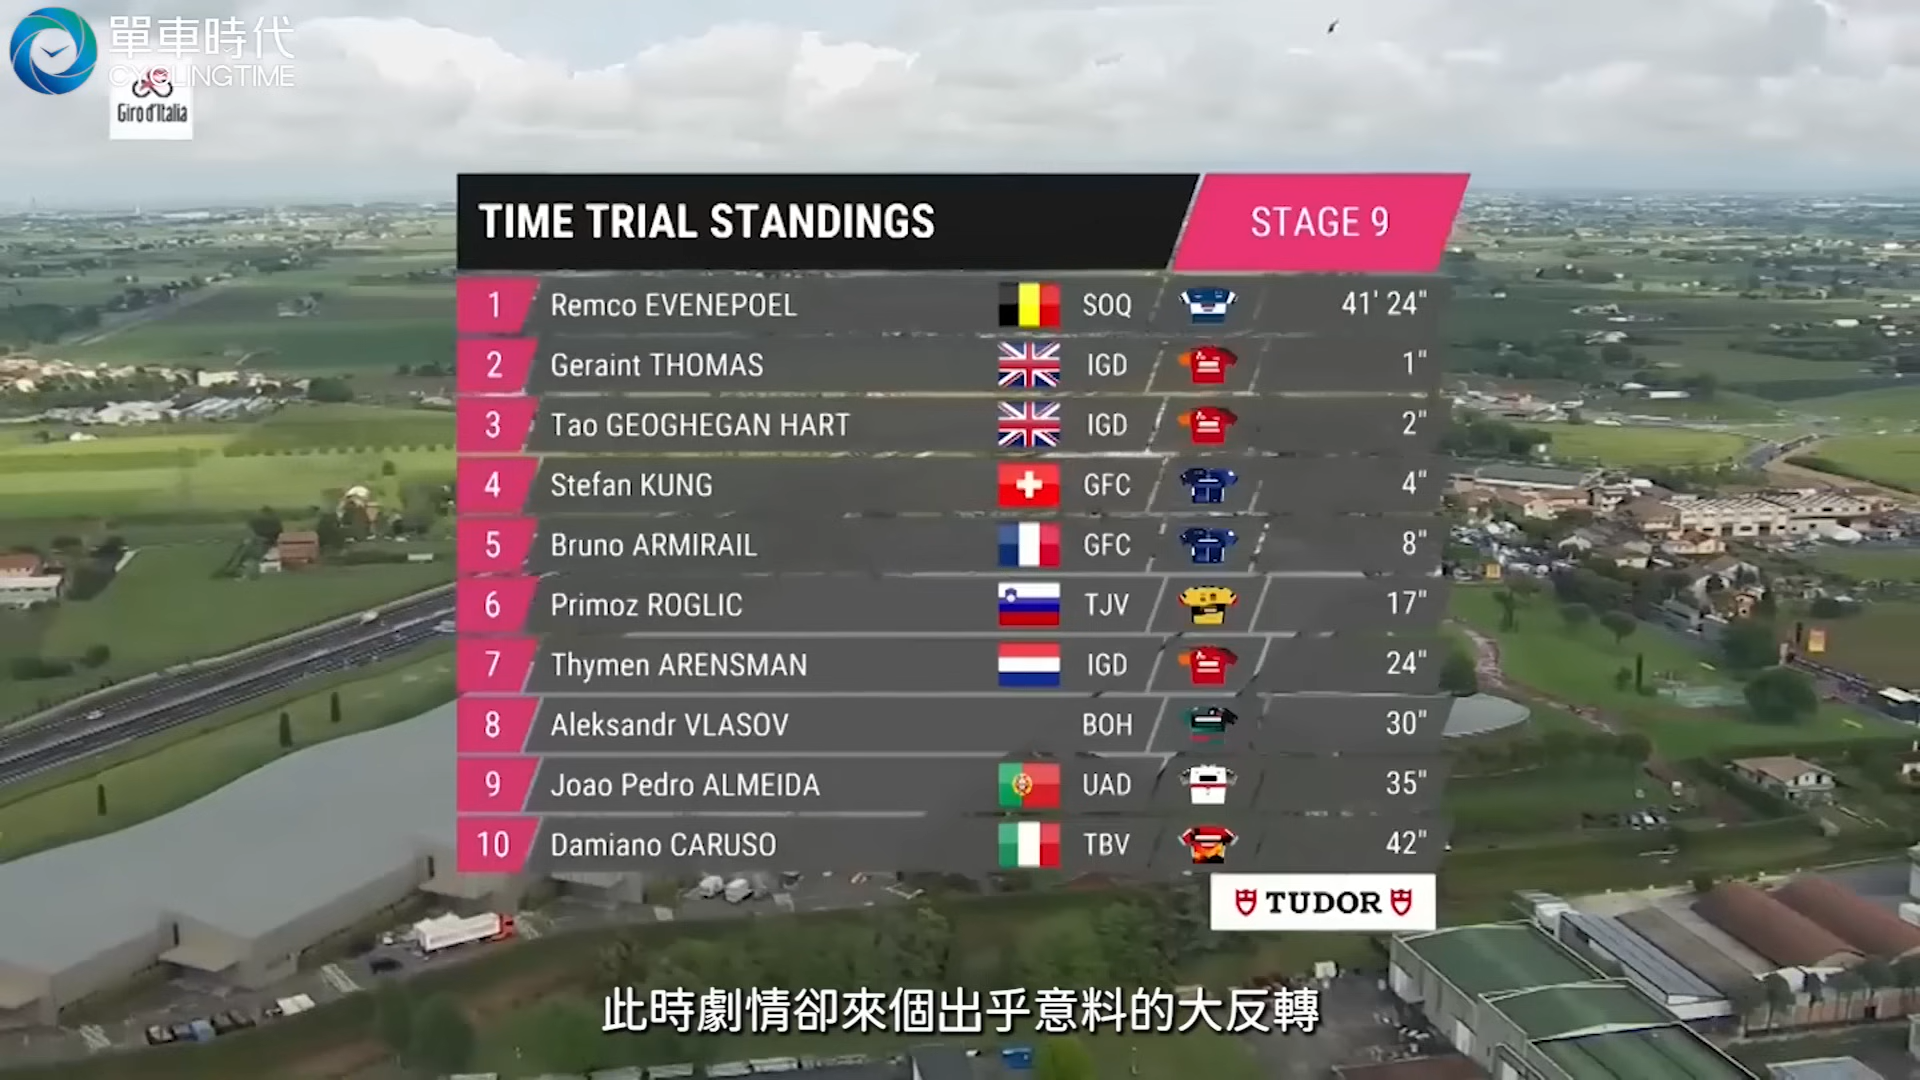 單車時代
CYCLINGTIME
Giro d'Italia
TIME TRIAL STANDINGS STAGE 9
1 Remco EVENEPOEL SOQ 41' 24"
2 Geraint THOMAS IGD 1"
3 Tao GEOGHEGAN HART IGD 2"
4 Stefan KUNG GFC 4"
5 Bruno ARMIRAIL GFC 8"
6 Primoz ROGLIC TJV 17"
7 Thymen ARENSMAN IGD 24"
8 Aleksandr VLASOV BOH 30"
9 Joao Pedro ALMEIDA UAD 35"
10 Damiano CARUSO TBV 42"
TUDOR
此時劇情卻來個出乎意料的大反轉